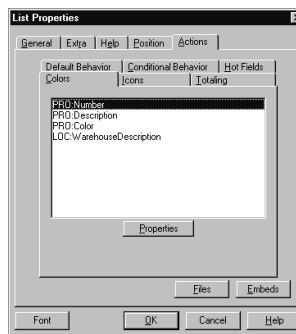 List Properties
General Extra Help Position Actions
Default Behavior Conditional Behavior Hot Fields
Colors Icons Totaling
PRO:Number
PRO:Description
PRO:Color
LOC:WarehouseDescription
Properties
Files Embeds
Font OK Cancel Help